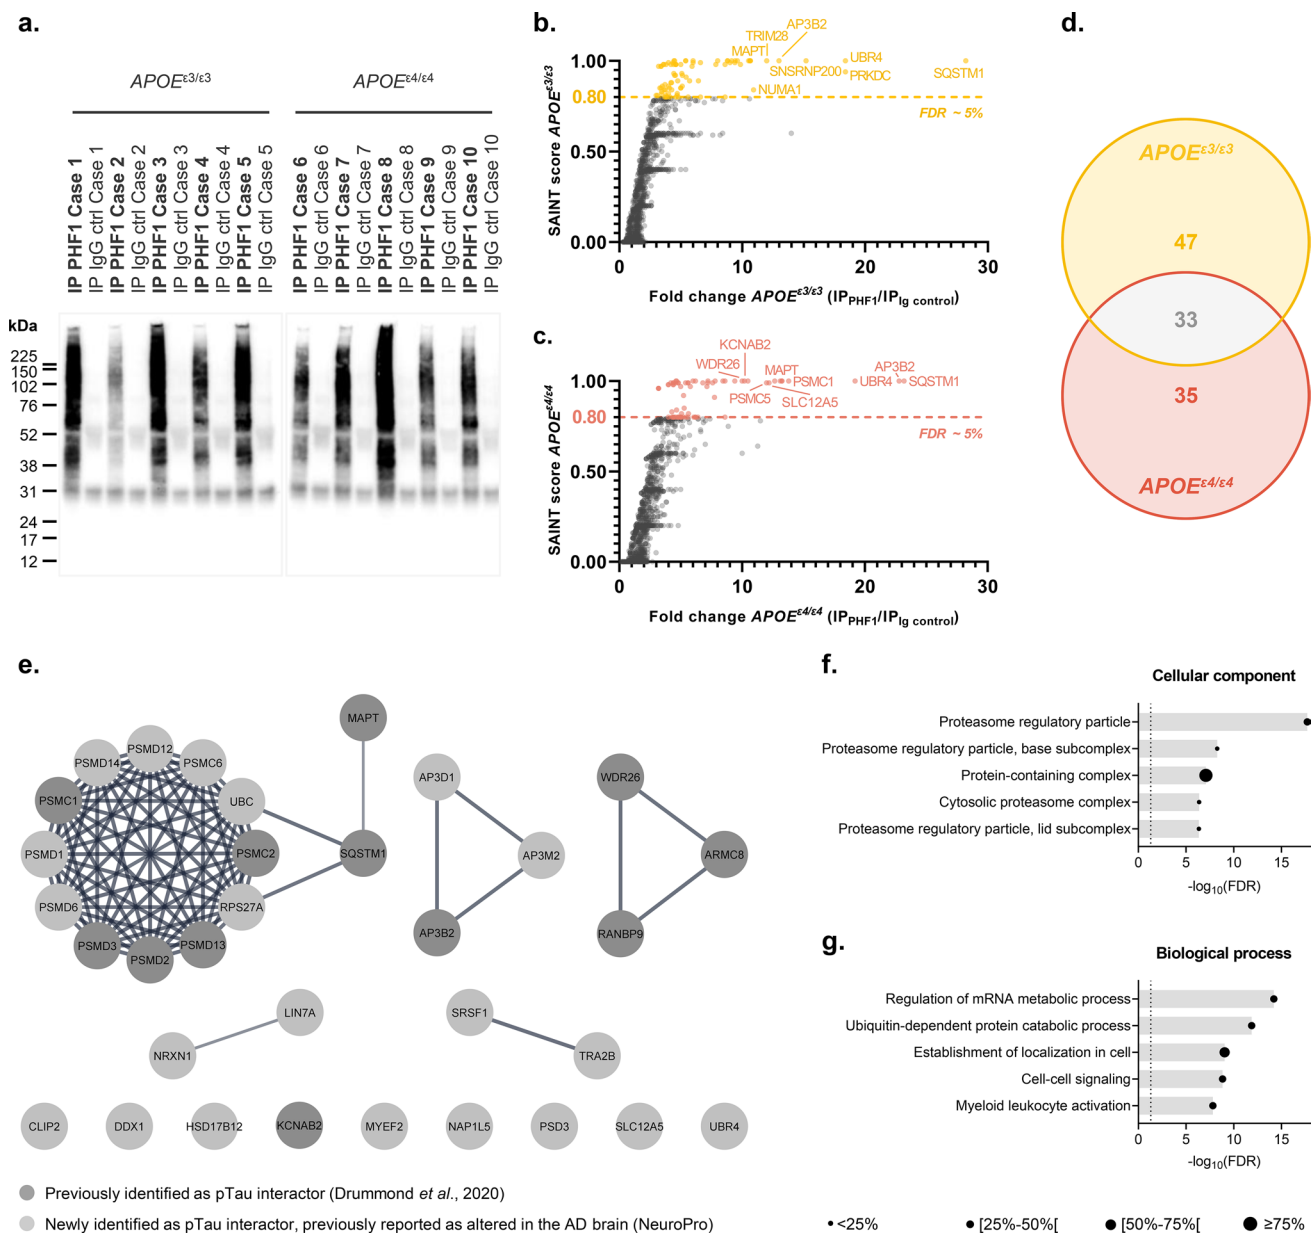 a.
APOEε3/ε3
APOEε4/ε4
IP PHF1 Case 1
IP IgG ctrl Case 1
IP PHF1 Case 2
IP IgG ctrl Case 2
IP PHF1 Case 3
IP IgG ctrl Case 3
IP PHF1 Case 4
IP IgG ctrl Case 4
IP PHF1 Case 5
IP IgG ctrl Case 5
IP PHF1 Case 6
IP IgG ctrl Case 6
IP PHF1 Case 7
IP IgG ctrl Case 7
IP PHF1 Case 8
IP IgG ctrl Case 8
IP PHF1 Case 9
IP IgG ctrl Case 9
IP PHF1 Case 10
IP IgG ctrl Case 10
kDa
225
150
102
76
52
38
31
24
17
12
b.
SAINT score APOEε3/ε3
1.00
0.80
0.50
0.00
AP3B2
TRIM28
MAPT
UBR4
SNSRNP200
PRKDC
SQSTM1
NUMA1
FDR ~ 5%
0 10 20 30
Fold change APOEε3/ε3 (IPPHF1/IPIg control)
c.
SAINT score APOEε4/ε4
1.00
0.80
0.50
0.00
KCNAB2
WDR26
MAPT
AP3B2
PSMC1
UBR4
SQSTM1
PSMC5
SLC12A5
FDR ~ 5%
0 10 20 30
Fold change APOEε4/ε4 (IPPHF1/IPIg control)
d.
APOEε3/ε3
47
33
35
APOEε4/ε4
e.
MAPT
PSMD12
PSMD14
PSMC6
PSMC1
UBC
PSMD1
PSMC2
SQSTM1
PSMD6
RPS27A
PSMD3
PSMD13
PSMD2
AP3D1
AP3M2
AP3B2
WDR26
ARMC8
RANBP9
LIN7A
NRXN1
SRSF1
TRA2B
CLIP2
DDX1
HSD17B12
KCNAB2
MYEF2
NAP1L5
PSD3
SLC12A5
UBR4
Previously identified as pTau interactor (Drummond et al., 2020)
Newly identified as pTau interactor, previously reported as altered in the AD brain (NeuroPro)
f.
Cellular component
Proteasome regulatory particle
Proteasome regulatory particle, base subcomplex
Protein-containing complex
Cytosolic proteasome complex
Proteasome regulatory particle, lid subcomplex
0 5 10 15
-log10(FDR)
g.
Biological process
Regulation of mRNA metabolic process
Ubiquitin-dependent protein catabolic process
Establishment of localization in cell
Cell-cell signaling
Myeloid leukocyte activation
0 5 10 15
-log10(FDR)
<25%
[25%-50%[
[50%-75%[
≥75%